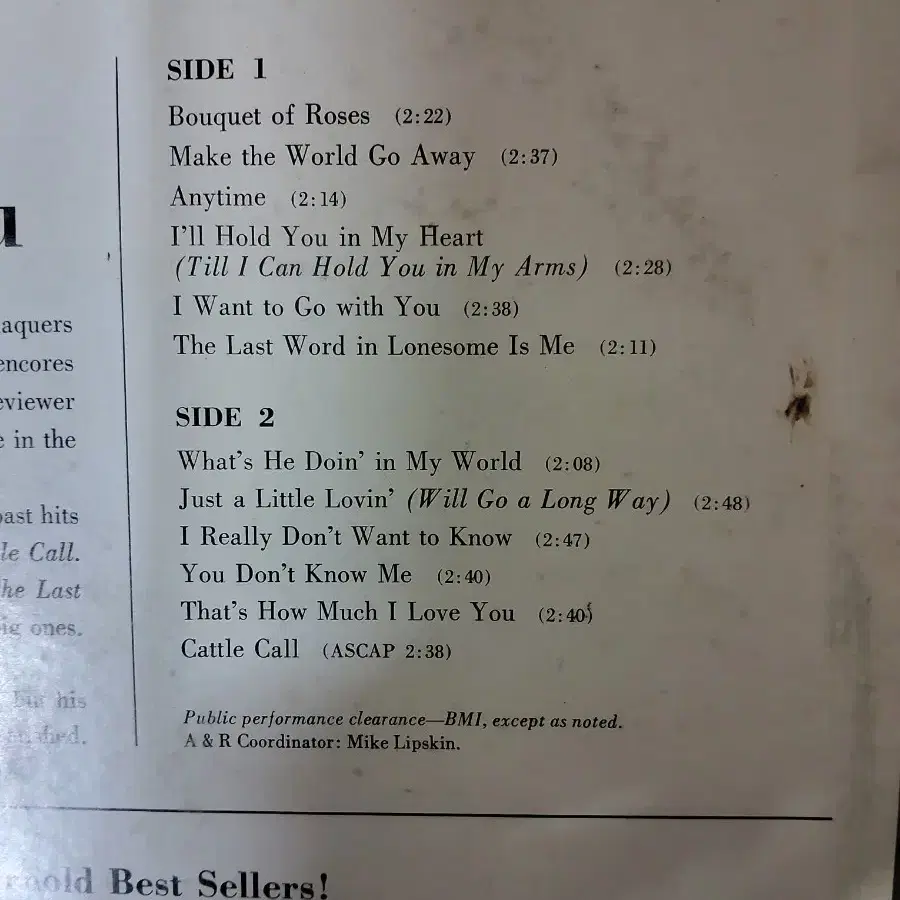 aquers
encores
eviewer
e in the
past hits
le Call.
he Last
ig ones.
but his
SIDE 1
Bouquet of Roses (2:22)
Make the World Go Away (2:37)
Anytime (2:14)
I'll Hold You in My Heart
(Till I Can Hold You in My Arms) (2:28)
I Want to Go with You (2:38)
The Last Word in Lonesome Is Me (2:11)
SIDE 2
What's He Doin' in My World (2:08)
Just a Little Lovin' (Will Go a Long Way) (2:48)
I Really Don't Want to Know (2:47)
You Don't Know Me (2:40)
That's How Much I Love You (2:40)
Cattle Call (ASCAP 2:38)
Public performance clearance—BMI, except as noted.
A & R Coordinator: Mike Lipskin.
rnold Best Sellers!